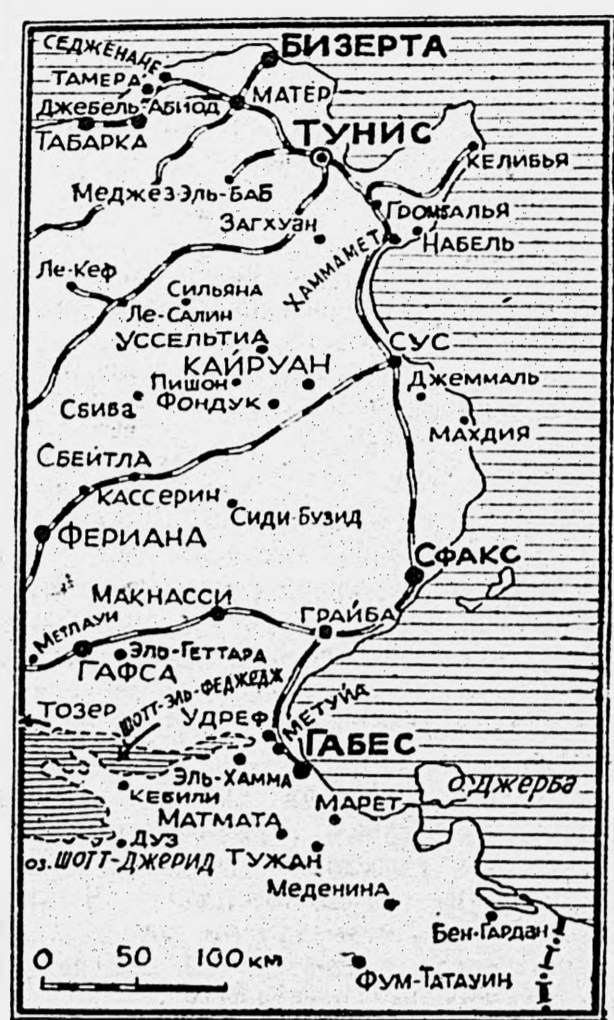 СЕДЖЕНАНЕ
БИЗЕРТА
ТАМЕРА
МАТЕР
ДЖЕБЕЛЬ-АБИОД
ТАБАРКА
ТУНИС
КЕЛИБЬЯ
МЕДЖЕЗ-ЭЛЬ-БАБ
ГРОМБАЛЬЯ
ЗАГХУАН
НАБЕЛЬ
ХАММАМЕТ
ЛЕ-КЕФ
СИЛЬЯНА
ЛЕ-САЛИН
УССЕЛЬТИА
СУС
КАЙРУАН
ПИШОН
ДЖЕММАЛЬ
СБИБА
ФОНДУК
МАХДИЯ
СБЕЙТЛА
КАССЕРИН
СИДИ-БУЗИД
ФЕРИАНА
СФАКС
МАКНАССИ
ГРАЙБА
МЕТЛАУИ
ЭЛЬ-ГЕТТАРА
ГАФСА
ШОТТ-ЭЛЬ-ФЕДЖЕДЖ
ТОЗЕР
УДРЕФ
МЕТУЙА
ГАБЕС
ЭЛЬ-ХАММА
о. ДЖЕРБА
КЕБИЛИ
МАРЕТ
МАТМАТА
ДУЗ
ОЗ. ШОТТ-ДЖЕРИД
ТУЖАН
МЕДЕНИНА
БЕН-ГАРДАН
0 50 100 КМ
ФУМ-ТАТАУИН